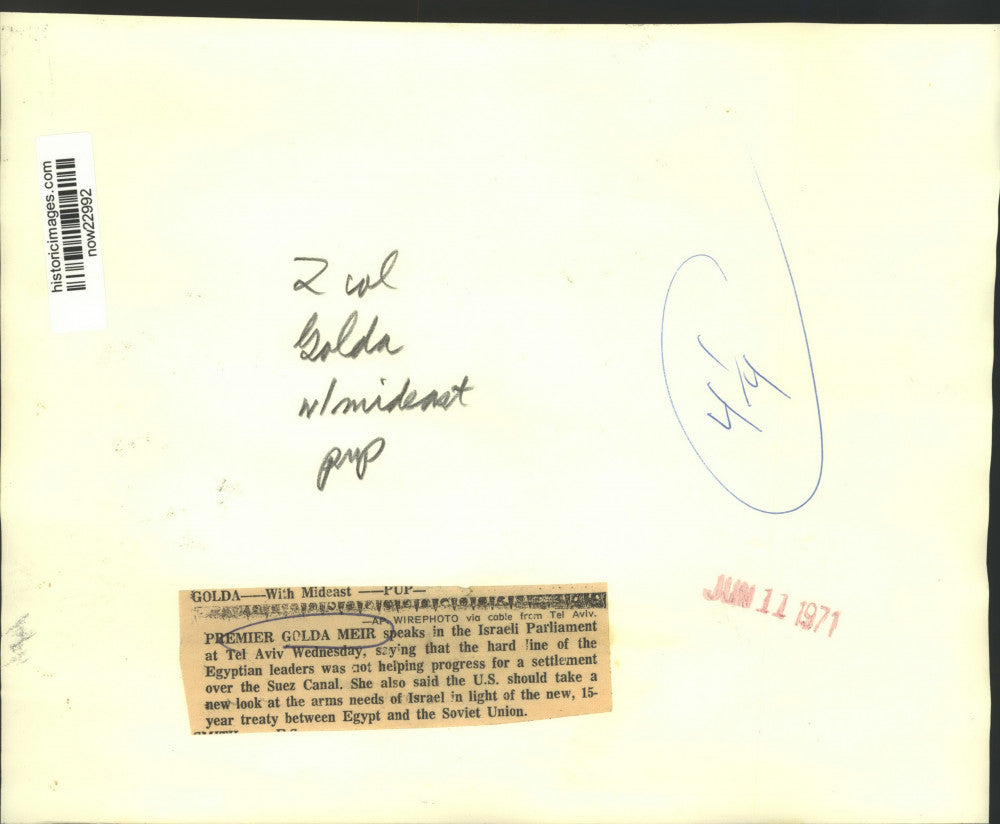 historicimages.com
now22992
2 col
Golda
w/mideast
pup
JUN 11 1971
GOLDA——With Mideast ——PUP—
—AP WIREPHOTO via cable from Tel Aviv.
PREMIER GOLDA MEIR speaks in the Israeli Parliament
at Tel Aviv Wednesday, saying that the hard line of the
Egyptian leaders was not helping progress for a settlement
over the Suez Canal. She also said the U.S. should take a
new look at the arms needs of Israel in light of the new, 15-
year treaty between Egypt and the Soviet Union.